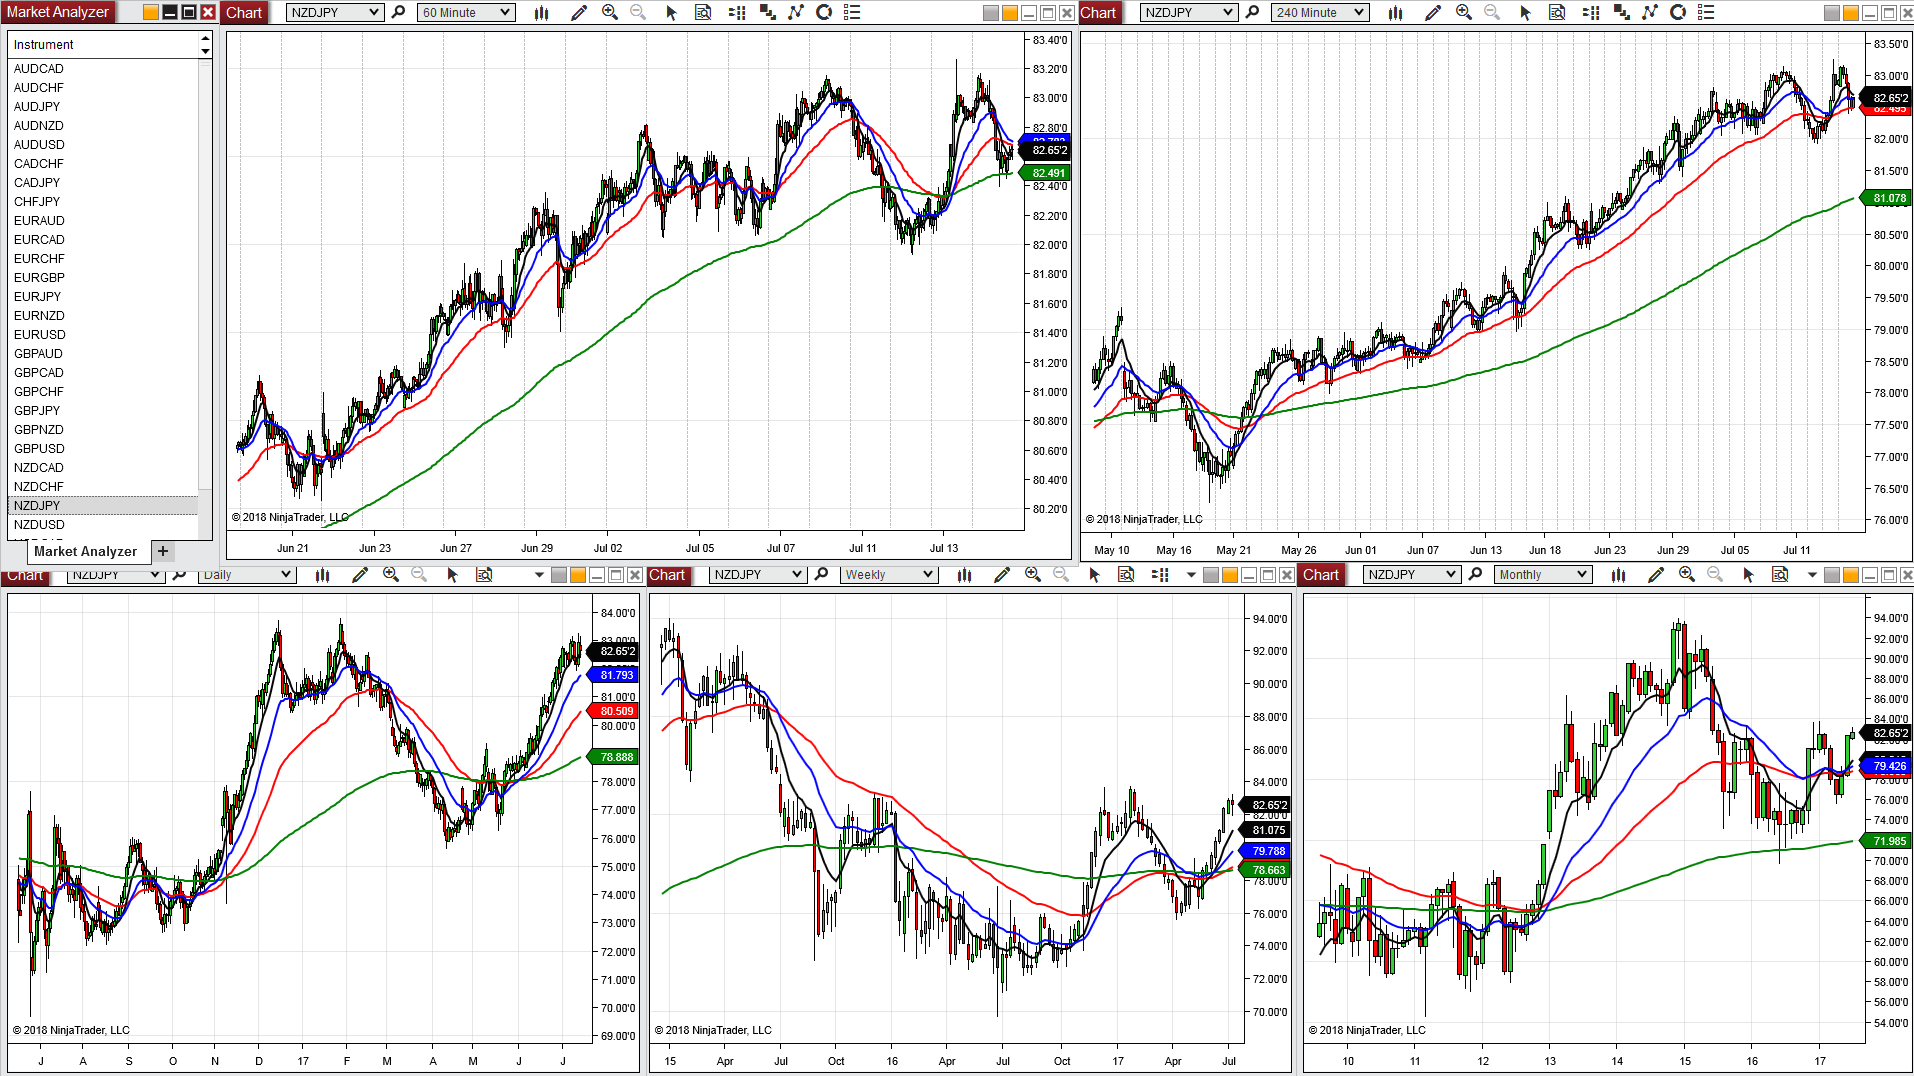 Market Analyzer
Instrument
AUDCAD
AUDCHF
AUDJPY
AUDNZD
AUDUSD
CADCHF
CADJPY
CHFJPY
EURAUD
EURCAD
EURCHF
EURGBP
EURJPY
EURNZD
EURUSD
GBPAUD
GBPCAD
GBPCHF
GBPJPY
GBPNZD
GBPUSD
NZDCAD
NZDCHF
NZDJPY
NZDUSD
Market Analyzer +
Chart NZDJPY 60 Minute
83.40'0
83.20'0
83.00'0
82.80'0
82.65'2
82.491
82.40'0
82.20'0
82.00'0
81.80'0
81.60'0
81.40'0
81.20'0
81.00'0
80.80'0
80.60'0
80.40'0
80.20'0
© 2018 NinjaTrader, LLC
Jun 21 Jun 23 Jun 27 Jun 29 Jul 02 Jul 05 Jul 07 Jul 11 Jul 13
Chart NZDJPY 240 Minute
83.50'0
83.00'0
82.65'2
82.495
82.00'0
81.50'0
81.078
80.50'0
80.00'0
79.50'0
79.00'0
78.50'0
78.00'0
77.50'0
77.00'0
76.50'0
76.00'0
© 2018 NinjaTrader, LLC
May 10 May 16 May 21 May 26 Jun 01 Jun 07 Jun 13 Jun 18 Jun 23 Jun 29 Jul 05 Jul 11
Chart NZDJPY Daily
84.00'0
83.00'0
82.65'2
81.793
81.00'0
80.509
80.00'0
78.888
78.00'0
77.00'0
76.00'0
75.00'0
74.00'0
73.00'0
72.00'0
71.00'0
70.00'0
69.00'0
© 2018 NinjaTrader, LLC
J A S O N D 17 F M A M J J
Chart NZDJPY Weekly
94.00'0
92.00'0
90.00'0
88.00'0
86.00'0
84.00'0
82.65'2
82.00'0
81.075
79.788
78.663
78.00'0
76.00'0
74.00'0
72.00'0
70.00'0
© 2018 NinjaTrader, LLC
15 Apr Jul Oct 16 Apr Jul Oct 17 Apr Jul
Chart NZDJPY Monthly
94.00'0
92.00'0
90.00'0
88.00'0
86.00'0
84.00'0
82.65'2
79.426
78.00'0
76.00'0
74.00'0
71.985
70.00'0
68.00'0
66.00'0
64.00'0
62.00'0
60.00'0
58.00'0
56.00'0
54.00'0
© 2018 NinjaTrader, LLC
10 11 12 13 14 15 16 17